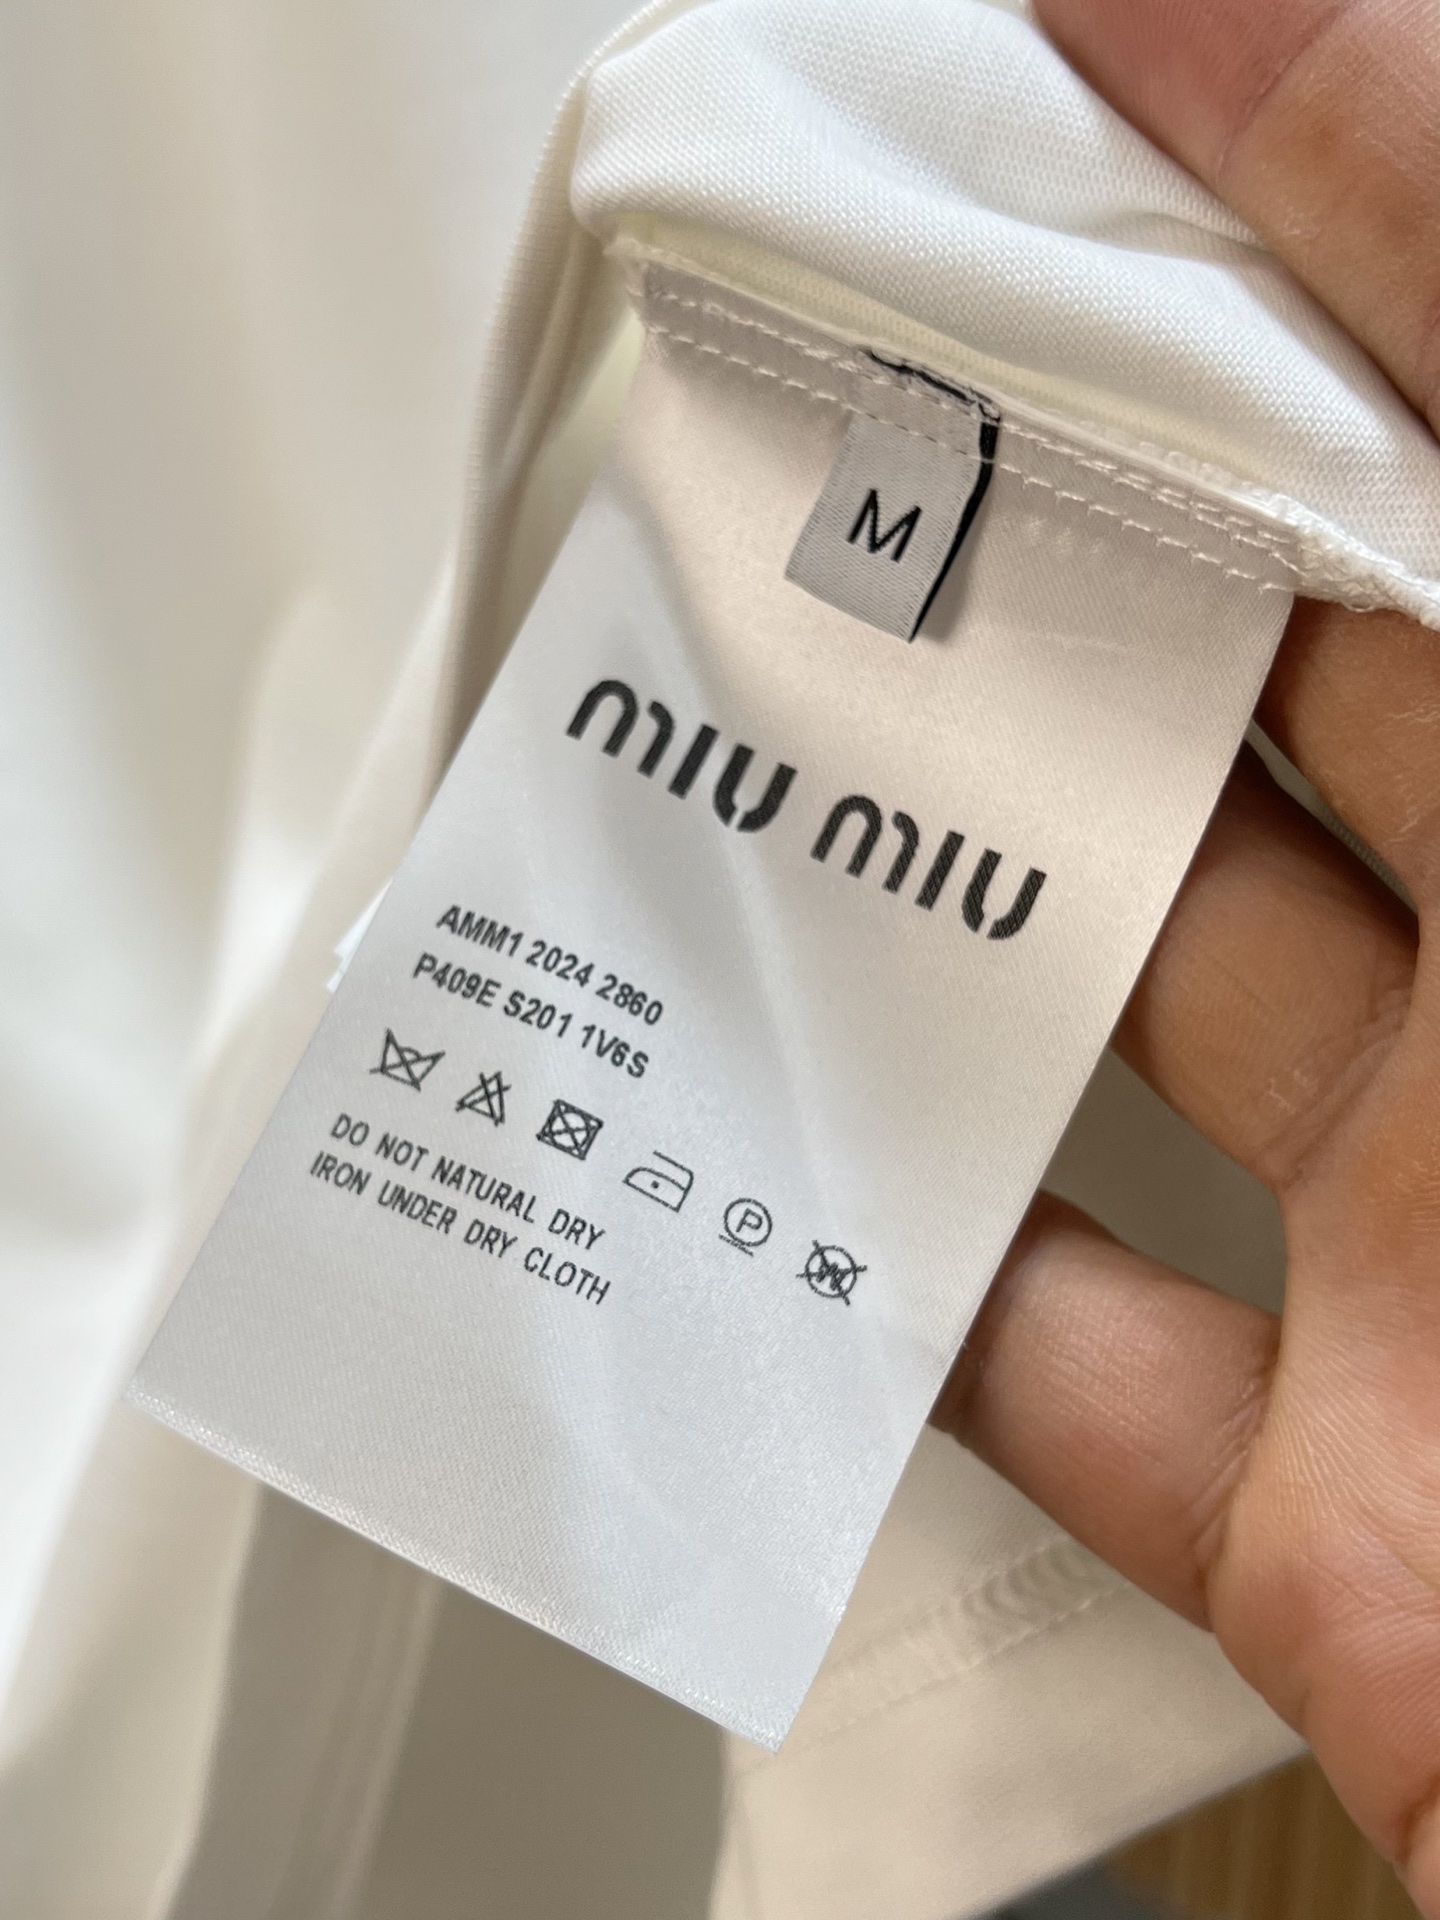 M
MIU MIU
AMM1 2024 2860
P409E S201 1V6S
P
W
DO NOT NATURAL DRY
IRON UNDER DRY CLOTH